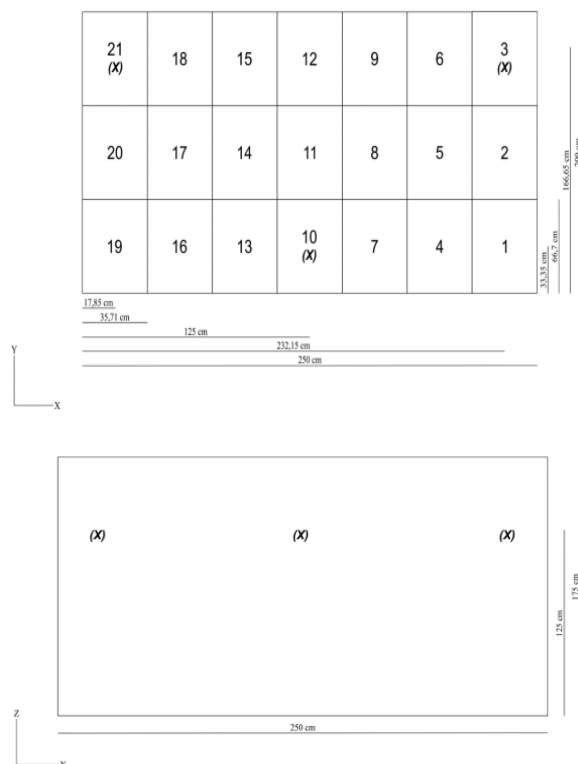 21 18 15 12 9 6 3
(X) (X)
20 17 14 11 8 5 2
19 16 13 10 7 4 1
(X)
33,35 cm
66,7 cm
166,65 cm
200 cm
17,85 cm
35,71 cm
125 cm
232,15 cm
250 cm
Y
X
(X) (X) (X)
125 cm
175 cm
Z
250 cm
X